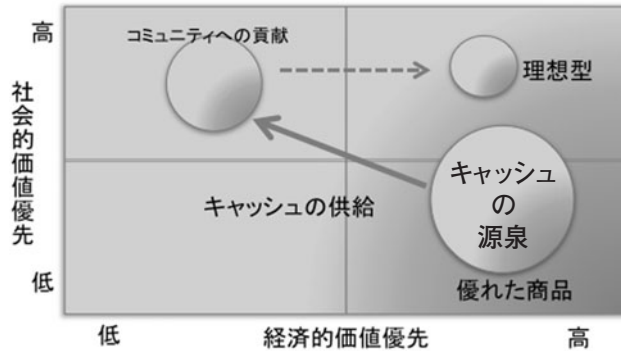 高
コミュニティへの貢献
理想型
社会的価値優先
キャッシュ
の
源泉
キャッシュの供給
低
優れた商品
低
経済的価値優先
高